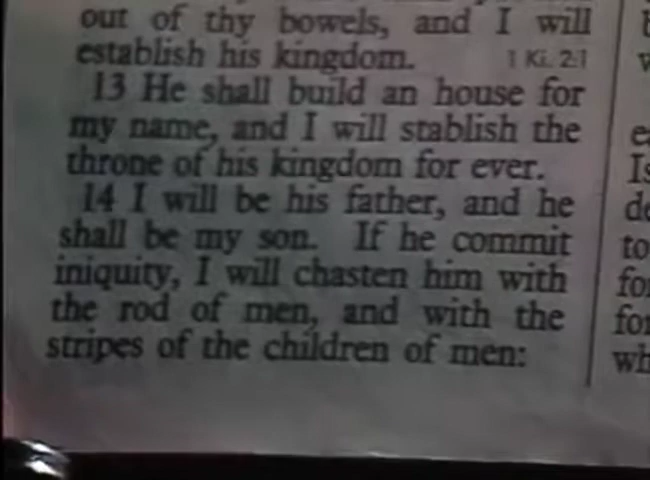 out of thy bowels, and I will
establish his kingdom. 1 Ki. 2:1
13 He shall build an house for
my name, and I will stablish the
throne of his kingdom for ever.
14 I will be his father, and he
shall be my son. If he commit
iniquity, I will chasten him with
the rod of men, and with the
stripes of the children of men: